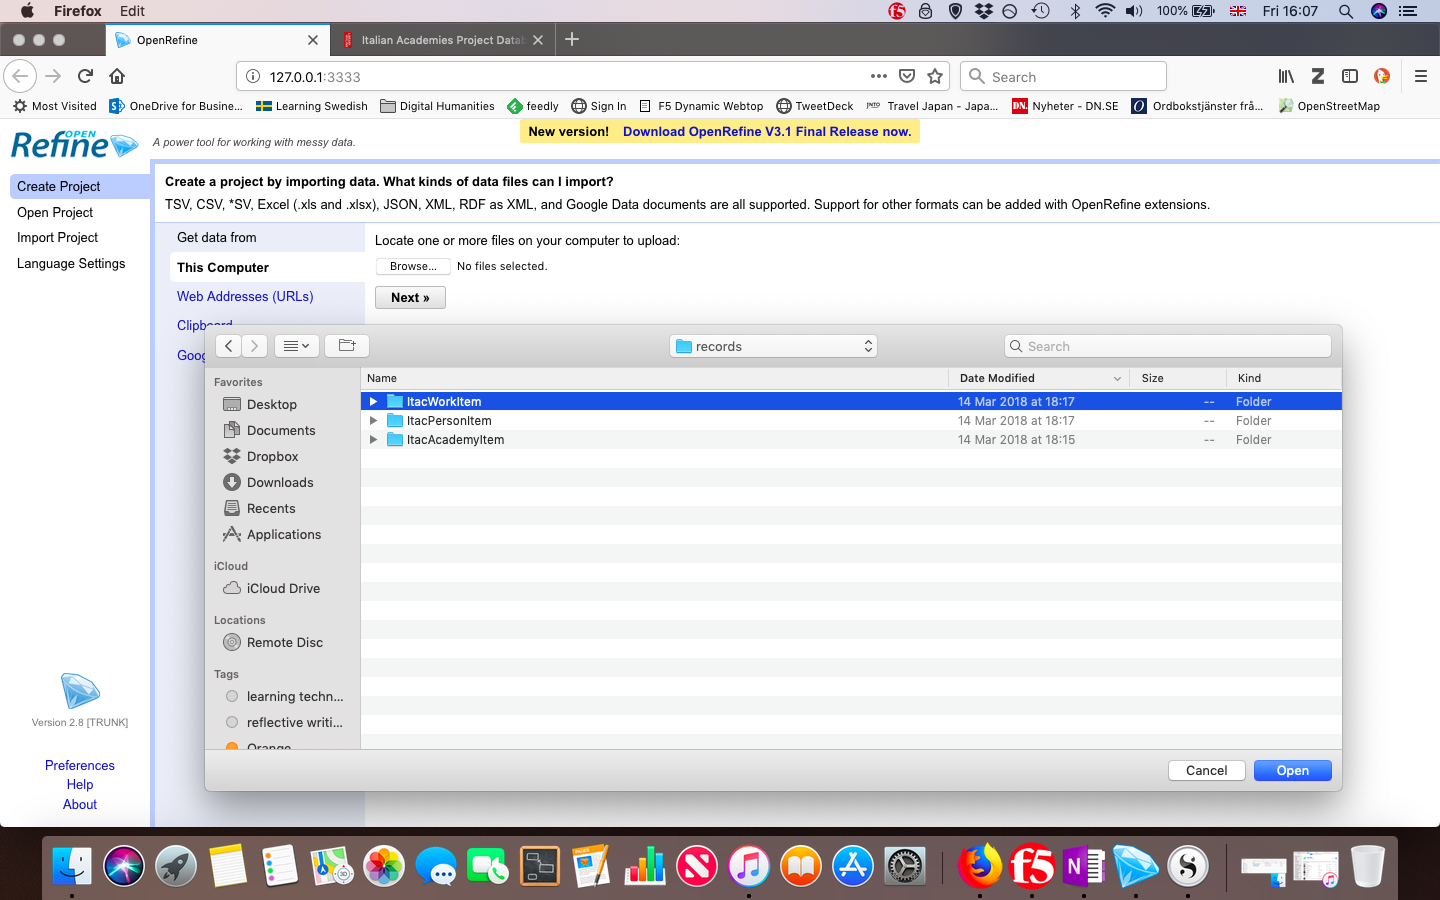 Firefox Edit 100% Fri 16:07
OpenRefine Italian Academies Project Datab
127.0.0.1:3333 Search
Most Visited OneDrive for Busine... Learning Swedish Digital Humanities feedly Sign In F5 Dynamic Webtop TweetDeck Travel Japan - Japa... DN. Nyheter - DN.SE Ordbokstjänster frå... OpenStreetMap
OPEN
Refine A power tool for working with messy data.
New version! Download OpenRefine V3.1 Final Release now.
Create Project
Open Project
Import Project
Language Settings
Create a project by importing data. What kinds of data files can I import?
TSV, CSV, *SV, Excel (.xls and .xlsx), JSON, XML, RDF as XML, and Google Data documents are all supported. Support for other formats can be added with OpenRefine extensions.
Get data from
This Computer
Web Addresses (URLs)
Clipboard
Goog
Locate one or more files on your computer to upload:
Browse... No files selected.
Next »
records Search
Favorites
Desktop
Documents
Dropbox
Downloads
Recents
Applications
iCloud
iCloud Drive
Locations
Remote Disc
Tags
learning techn...
reflective writi...
Orange
Name Date Modified Size Kind
ItacWorkItem 14 Mar 2018 at 18:17 -- Folder
ItacPersonItem 14 Mar 2018 at 18:17 -- Folder
ItacAcademyItem 14 Mar 2018 at 18:15 -- Folder
Cancel Open
Version 2.8 [TRUNK]
Preferences
Help
About